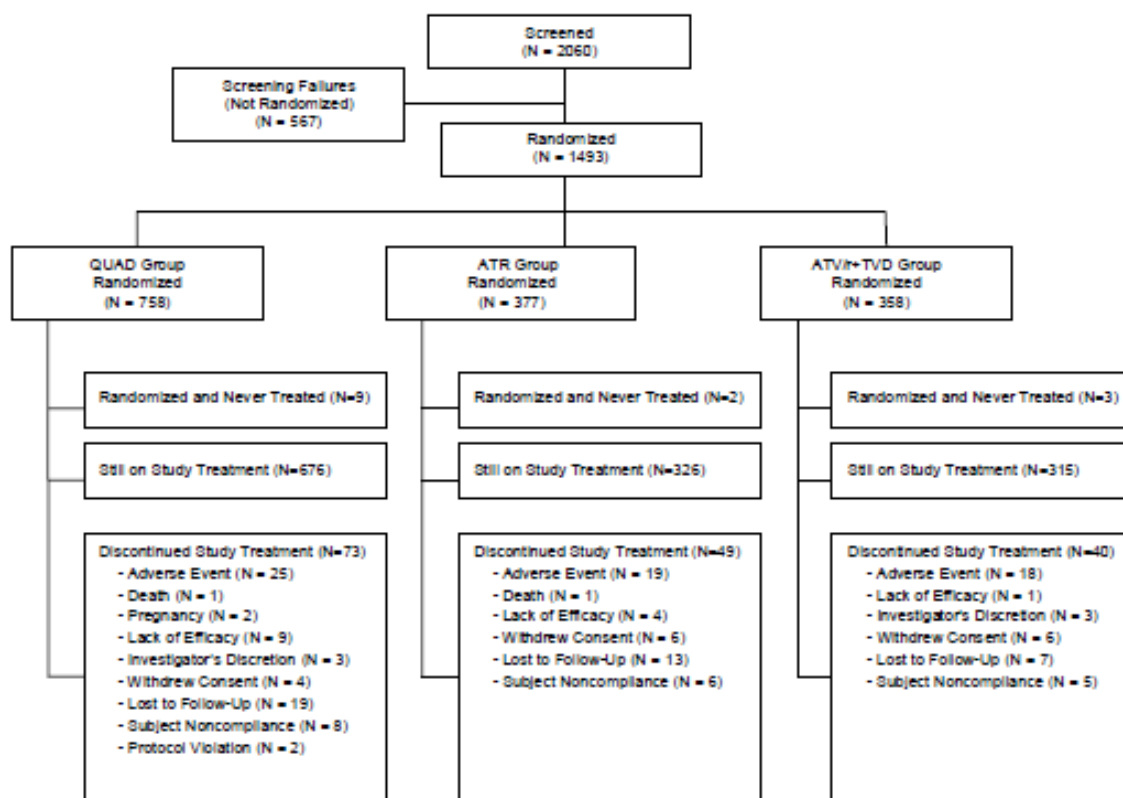 Screened
(N = 2060)
Screening Failures
(Not Randomized)
(N = 567)
Randomized
(N = 1493)
QUAD Group
Randomized
(N = 758)
ATR Group
Randomized
(N = 377)
ATV/r+TVD Group
Randomized
(N = 358)
Randomized and Never Treated (N=9)
Randomized and Never Treated (N=2)
Randomized and Never Treated (N=3)
Still on Study Treatment (N=676)
Still on Study Treatment (N=326)
Still on Study Treatment (N=315)
Discontinued Study Treatment (N=73)
- Adverse Event (N = 25)
- Death (N = 1)
- Pregnancy (N = 2)
- Lack of Efficacy (N = 9)
- Investigator's Discretion (N = 3)
- Withdrew Consent (N = 4)
- Lost to Follow-Up (N = 19)
- Subject Noncompliance (N = 8)
- Protocol Violation (N = 2)
Discontinued Study Treatment (N=49)
- Adverse Event (N = 19)
- Death (N = 1)
- Lack of Efficacy (N = 4)
- Withdrew Consent (N = 6)
- Lost to Follow-Up (N = 13)
- Subject Noncompliance (N = 6)
Discontinued Study Treatment (N=40)
- Adverse Event (N = 18)
- Lack of Efficacy (N = 1)
- Investigator's Discretion (N = 3)
- Withdrew Consent (N = 6)
- Lost to Follow-Up (N = 7)
- Subject Noncompliance (N = 5)